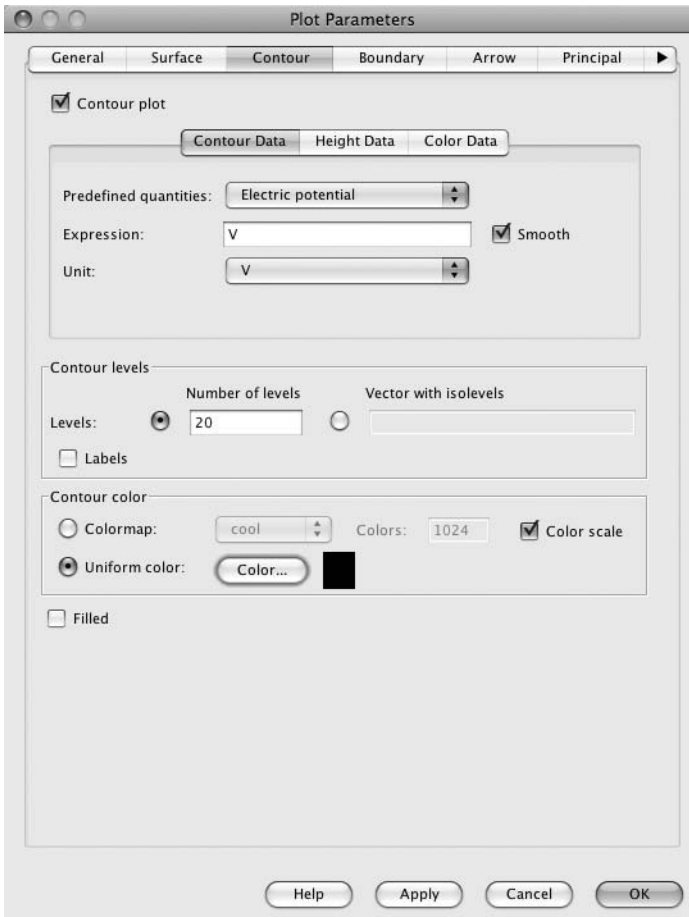 Plot Parameters
General Surface Contour Boundary Arrow Principal
Contour plot
Contour Data Height Data Color Data
Predefined quantities: Electric potential
Expression: V Smooth
Unit: V
Contour levels
Number of levels Vector with isolevels
Levels: 20
Labels
Contour color
Colormap: cool Colors: 1024 Color scale
Uniform color: Color...
Filled
Help Apply Cancel OK